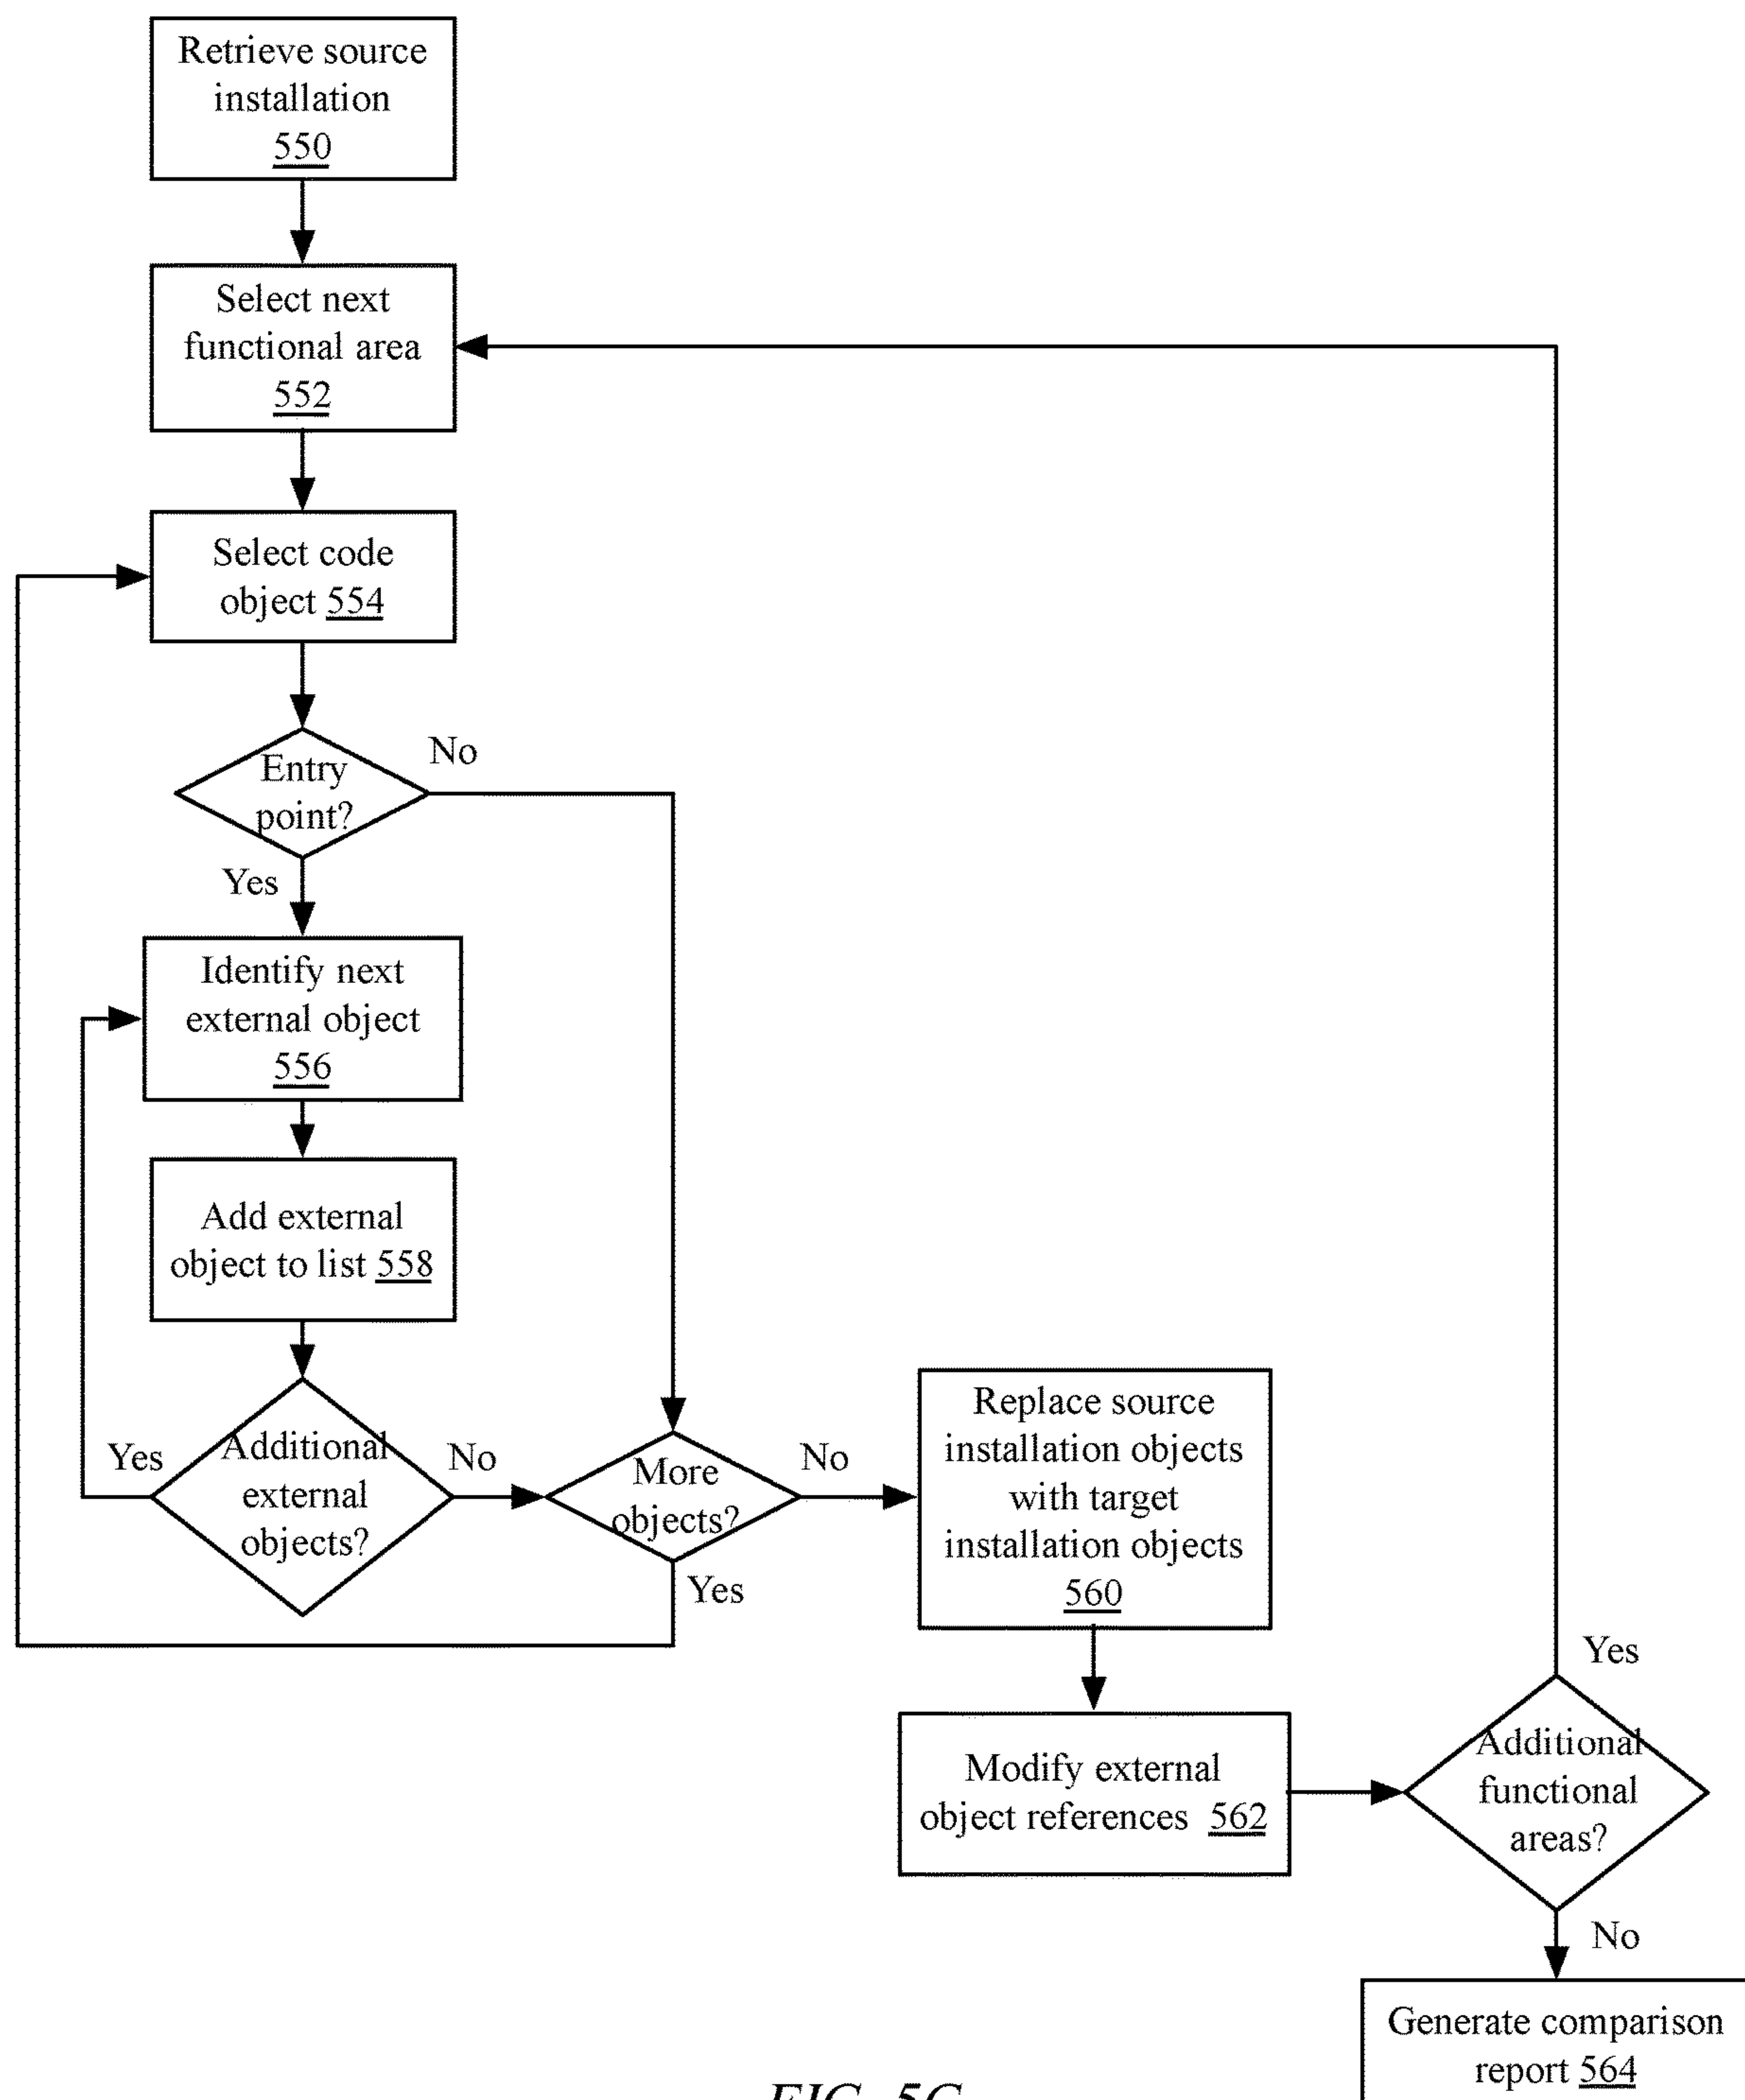 Retrieve source
installation
550
Select next
functional area
552
Select code
object 554
Entry
point?
No
Yes
Identify next
external object
556
Add external
object to list 558
Additional
external
objects?
Yes
No
More
objects?
No
Yes
Replace source
installation objects
with target
installation objects
560
Modify external
object references 562
Additional
functional
areas?
Yes
No
Generate comparison
report 564
FIG. 5C